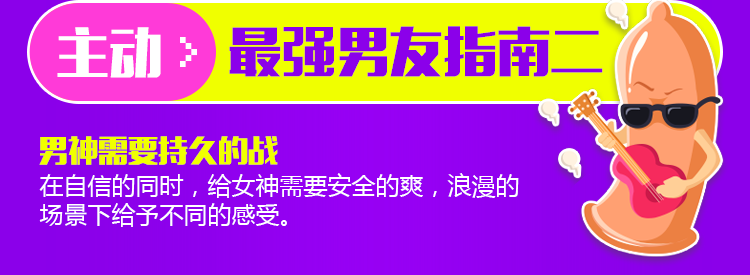 主动 最强男友指南二
男神需要持久的战
在自信的同时，给女神需要安全的爽，浪漫的
场景下给予不同的感受。